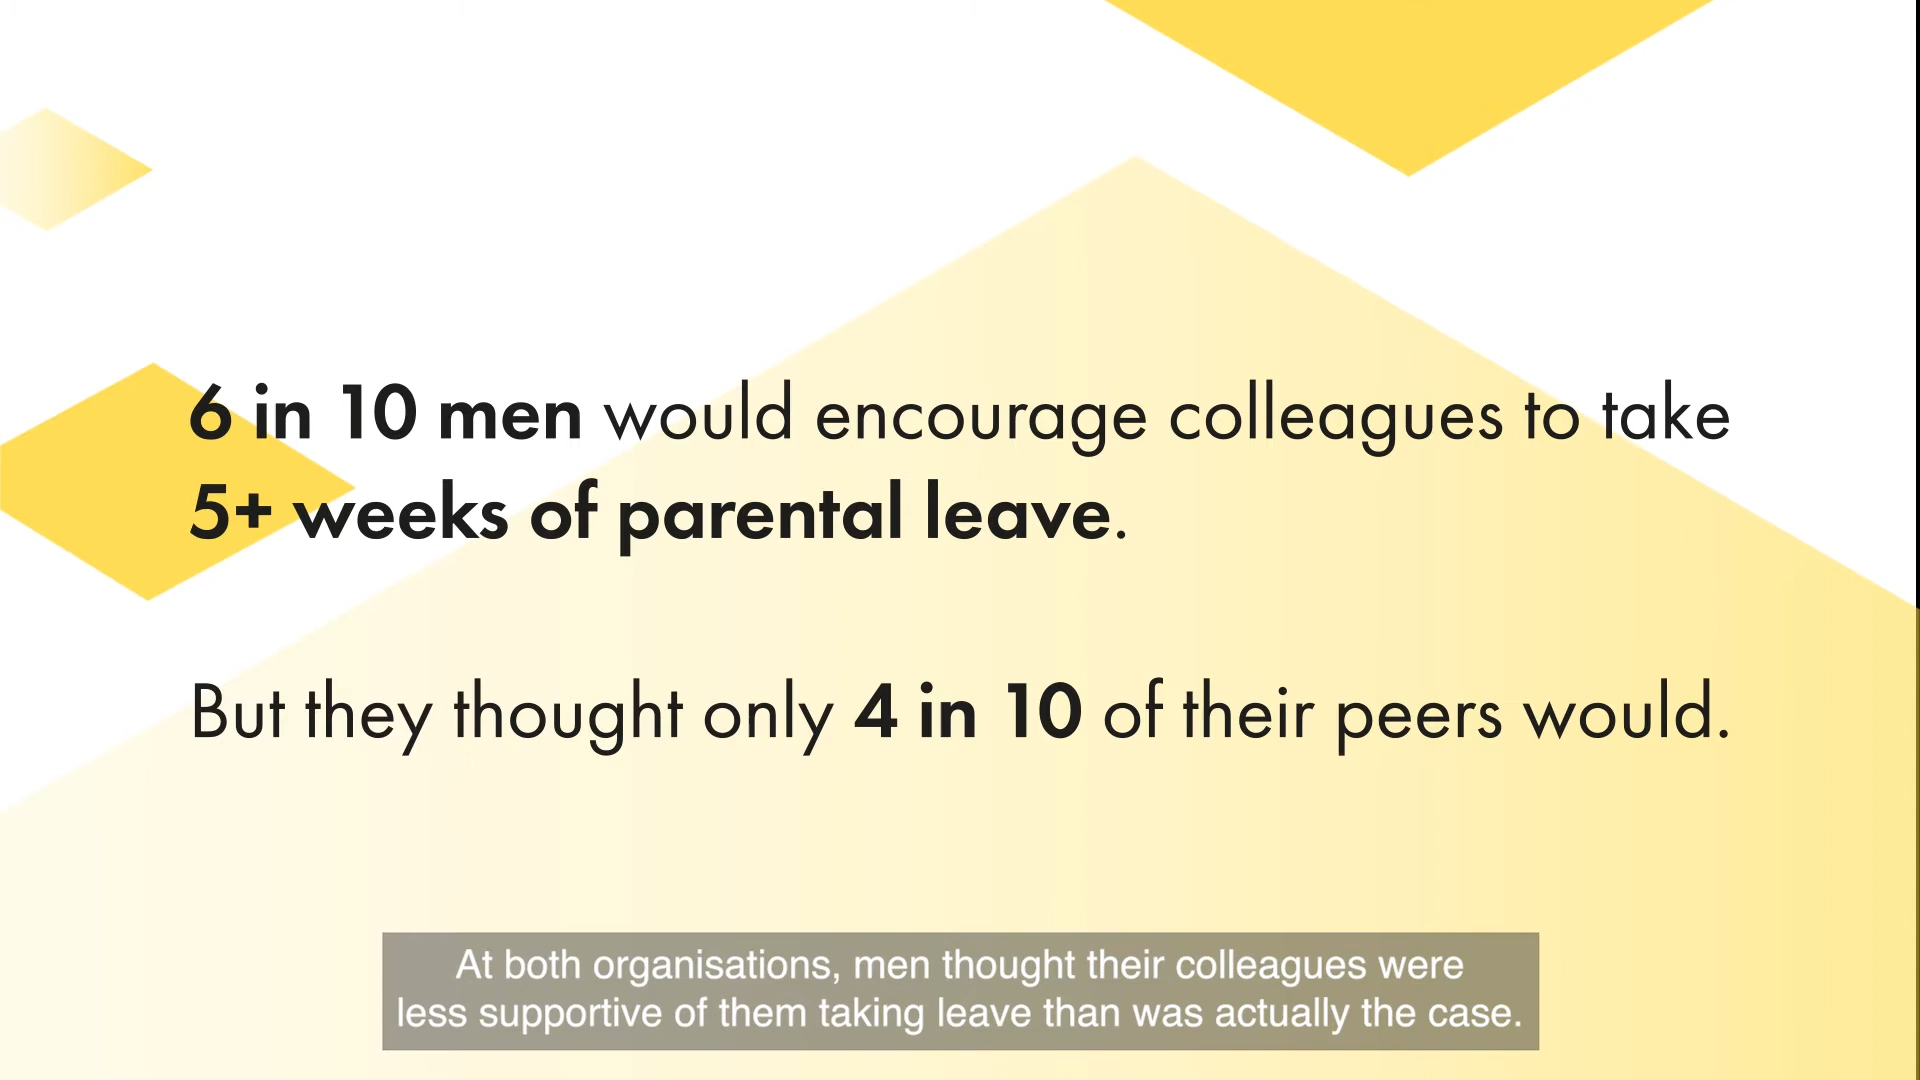 6 in 10 men would encourage colleagues to take
5+ weeks of parental leave.
But they thought only 4 in 10 of their peers would.
At both organisations, men thought their colleagues were
less supportive of them taking leave than was actually the case.